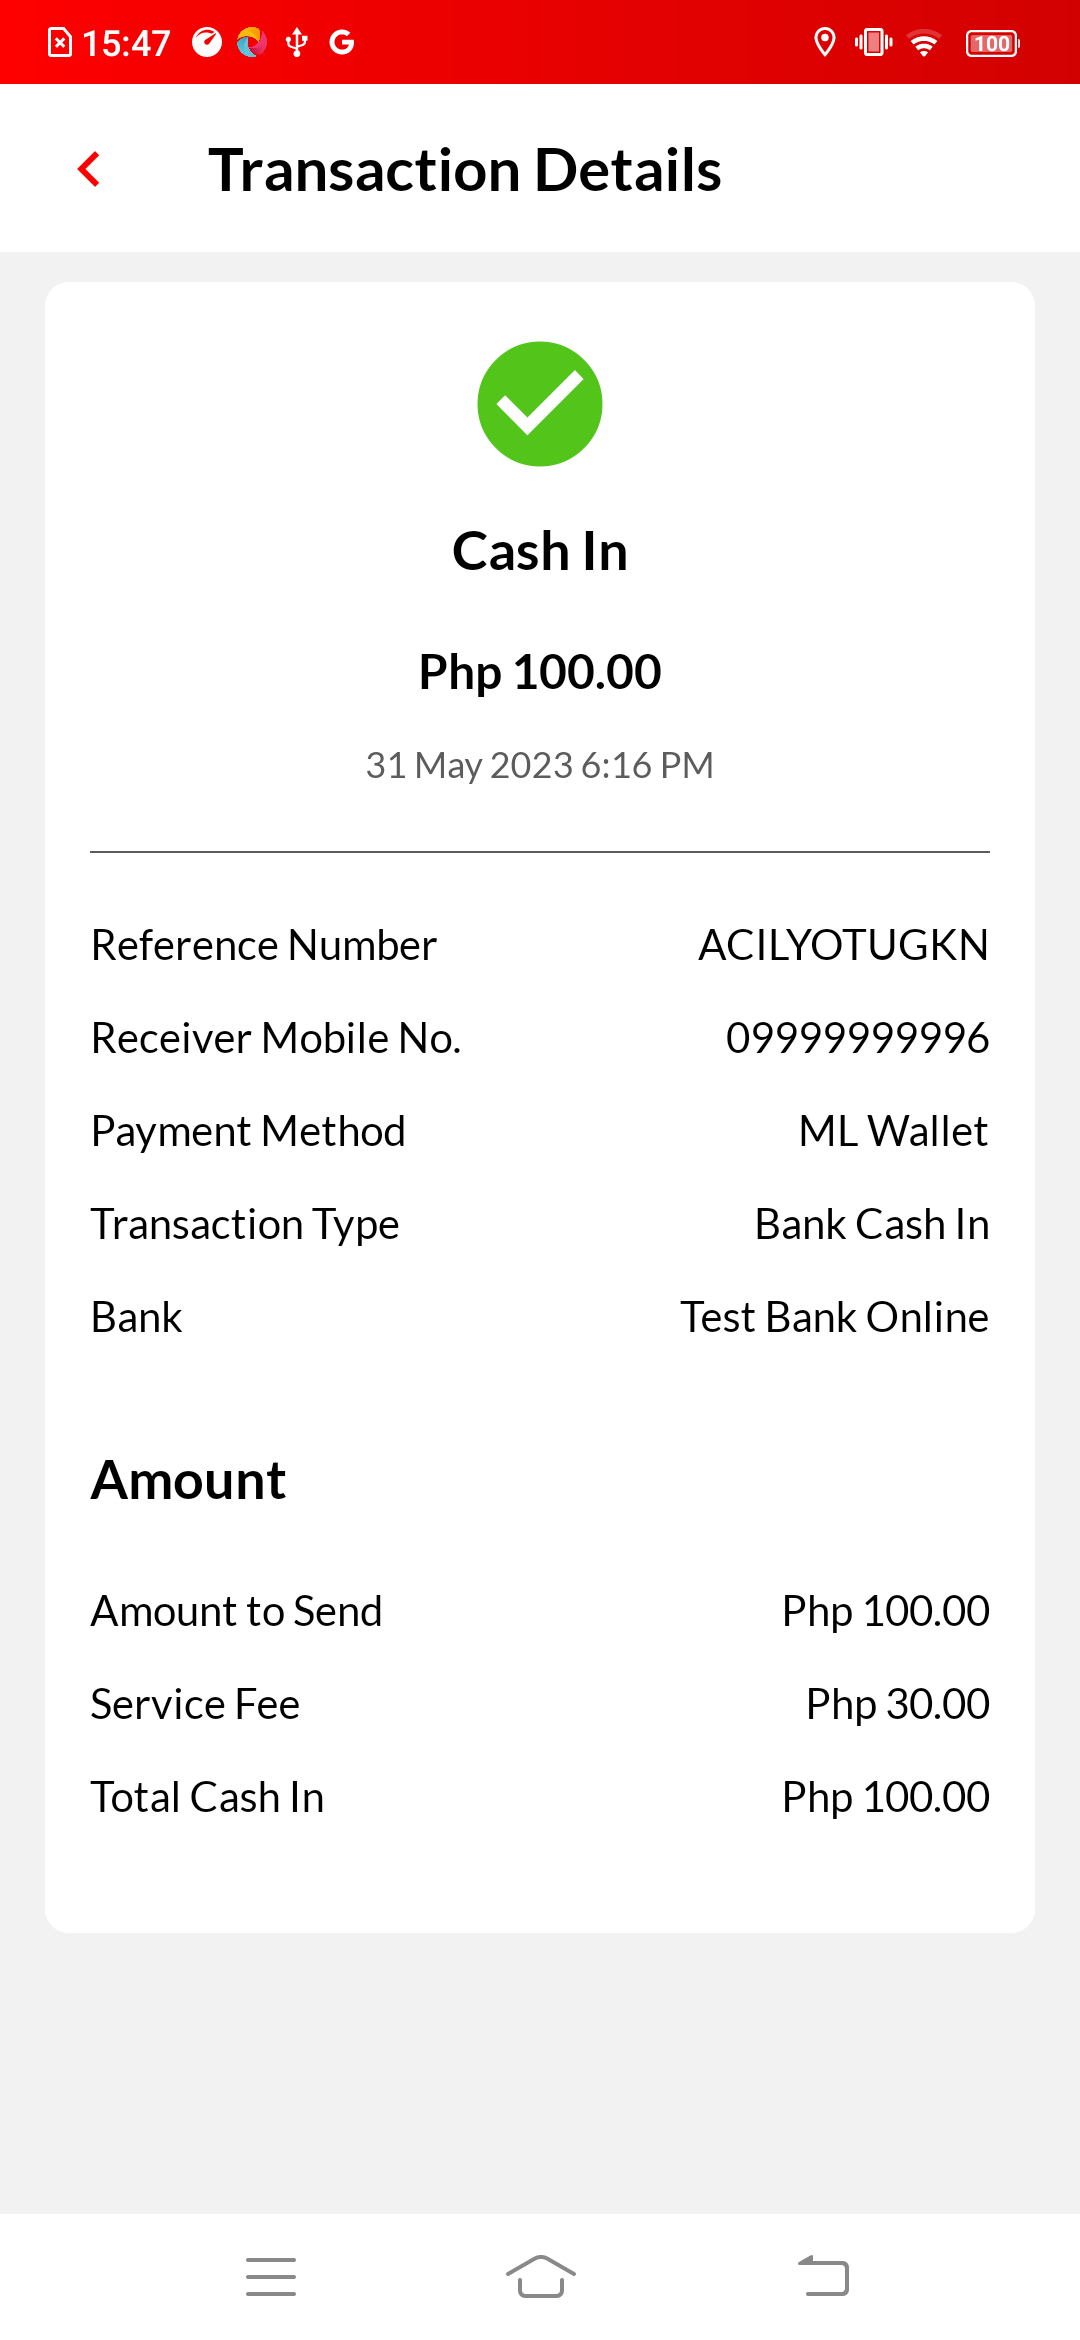 15:47
100
Transaction Details
Cash In
Php 100.00
31 May 2023 6:16 PM
Reference Number ACILYOTUGKN
Receiver Mobile No. 09999999996
Payment Method ML Wallet
Transaction Type Bank Cash In
Bank Test Bank Online
Amount
Amount to Send Php 100.00
Service Fee Php 30.00
Total Cash In Php 100.00